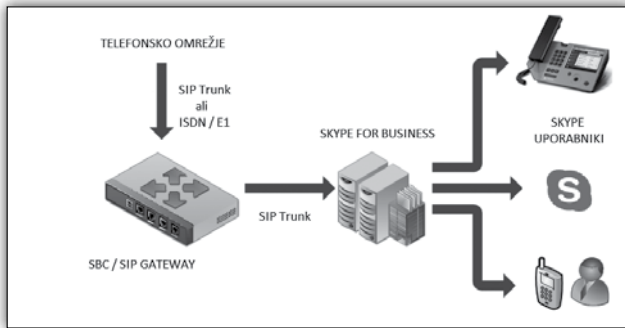 TELEFONSKO OMREŽJE
SIP Trunk
ali
ISDN / E1
SKYPE FOR BUSINESS
SKYPE
UPORABNIKI
SIP Trunk
SBC / SIP GATEWAY
S